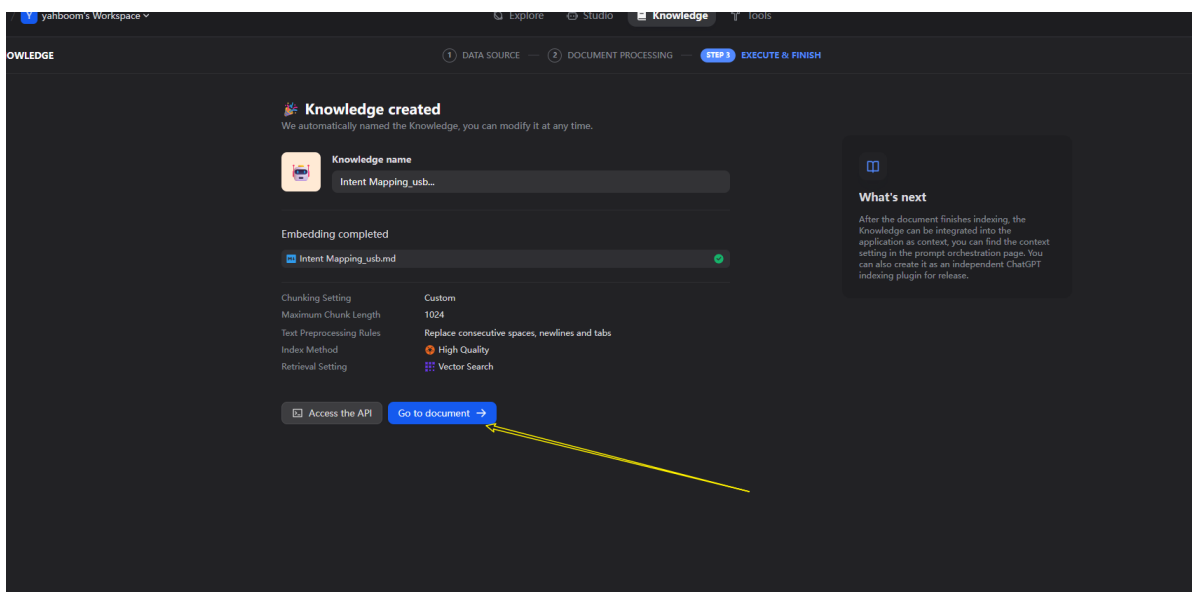 Y yahboom's Workspace
Explore Studio Knowledge Tools
OWLEDGE
1 DATA SOURCE — 2 DOCUMENT PROCESSING — STEP 3 EXECUTE & FINISH
Knowledge created
We automatically named the Knowledge, you can modify it at any time.
Knowledge name
Intent Mapping_usb...
Embedding completed
Intent Mapping_usb.md
Chunking Setting Custom
Maximum Chunk Length 1024
Text Preprocessing Rules Replace consecutive spaces, newlines and tabs
Index Method High Quality
Retrieval Setting Vector Search
Access the API Go to document →
What's next
After the document finishes indexing, the
Knowledge can be integrated into the
application as context, you can find the context
setting in the prompt orchestration page. You
can also create it as an independent ChatGPT
indexing plugin for release.